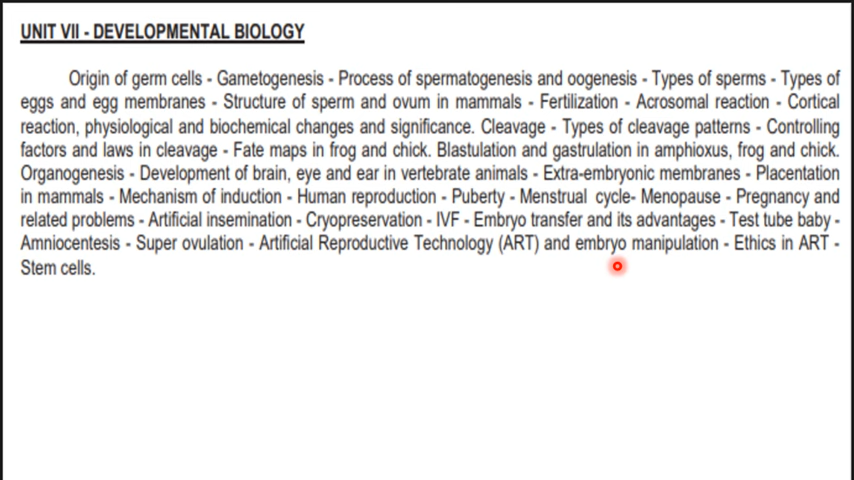 UNIT VII - DEVELOPMENTAL BIOLOGY
Origin of germ cells - Gametogenesis - Process of spermatogenesis and oogenesis - Types of sperms - Types of
eggs and egg membranes - Structure of sperm and ovum in mammals - Fertilization - Acrosomal reaction - Cortical
reaction, physiological and biochemical changes and significance. Cleavage - Types of cleavage patterns - Controlling
factors and laws in cleavage - Fate maps in frog and chick. Blastulation and gastrulation in amphioxus, frog and chick.
Organogenesis - Development of brain, eye and ear in vertebrate animals - Extra-embryonic membranes - Placentation
in mammals - Mechanism of induction - Human reproduction - Puberty - Menstrual cycle- Menopause - Pregnancy and
related problems - Artificial insemination - Cryopreservation - IVF - Embryo transfer and its advantages - Test tube baby -
Amniocentesis - Super ovulation - Artificial Reproductive Technology (ART) and embryo manipulation - Ethics in ART -
Stem cells.